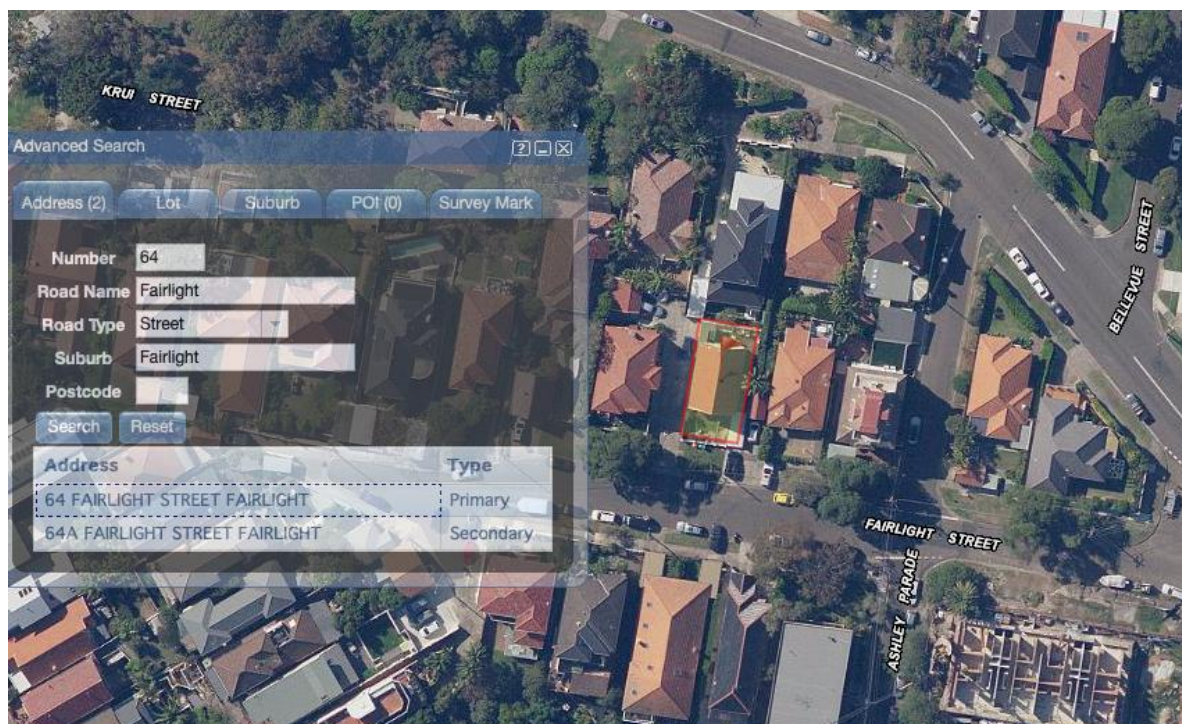 KRUI STREET
Advanced Search
Address (2) Lot Suburb POI (0) Survey Mark
Number 64
Road Name Fairlight
Road Type Street
Suburb Fairlight
Postcode
Search Reset
Address Type
64 FAIRLIGHT STREET FAIRLIGHT Primary
64A FAIRLIGHT STREET FAIRLIGHT Secondary
BELLEVUE STREET
FAIRLIGHT STREET
ASHLEY PARADE